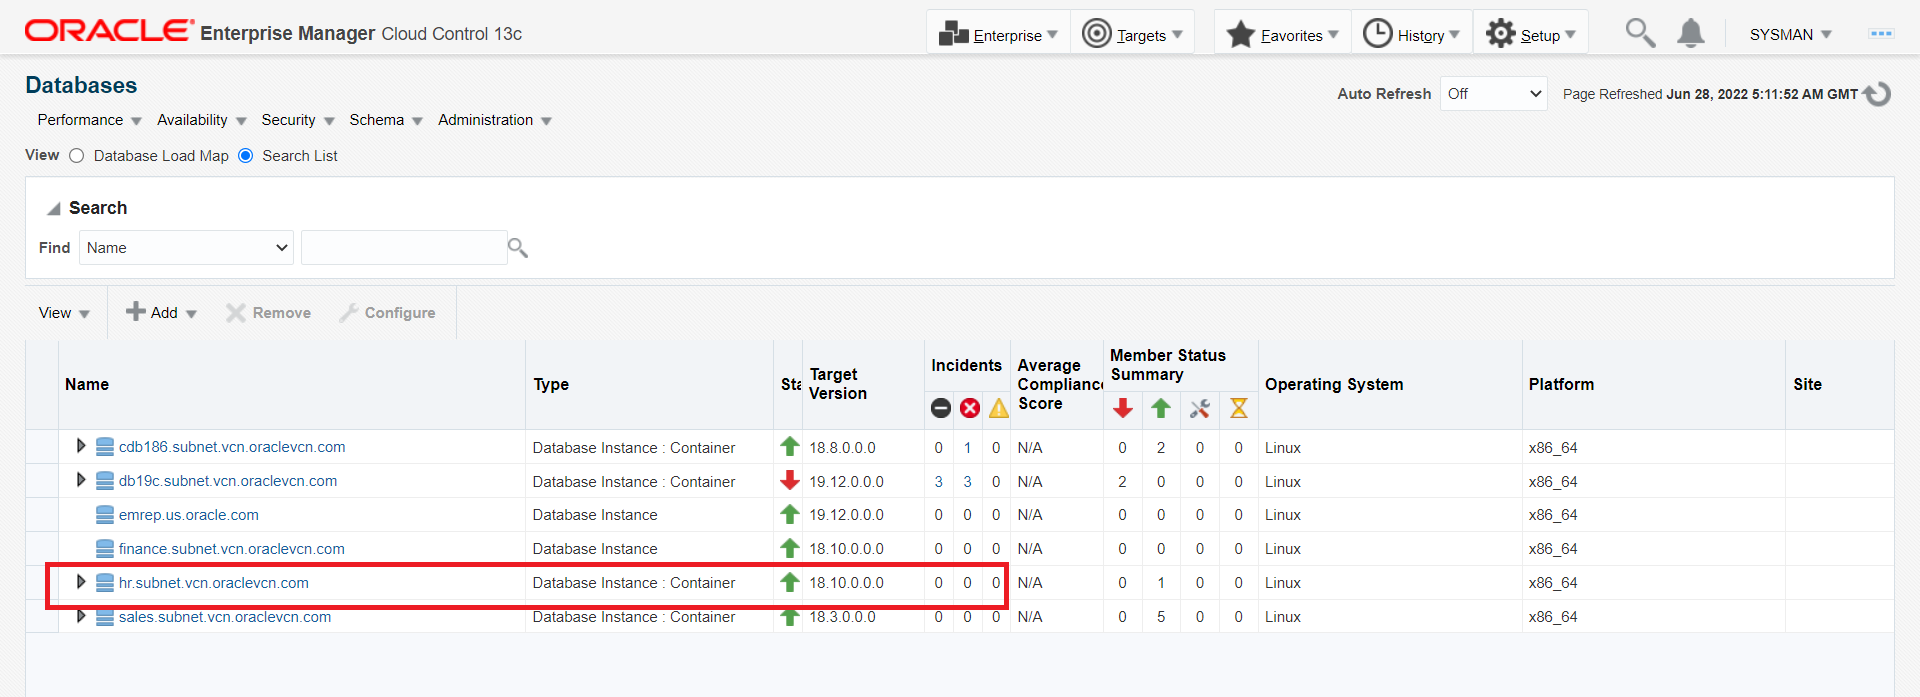 ORACLE Enterprise Manager Cloud Control 13c
Enterprise Targets Favorites History Setup SYSMAN
Databases
Auto Refresh Off Page Refreshed Jun 28, 2022 5:11:52 AM GMT
Performance Availability Security Schema Administration
View Database Load Map Search List
Search
Find Name
View Add Remove Configure
Name Type Sta Target Version Incidents Average Compliance Score Member Status Summary Operating System Platform Site
cdb186.subnet.vcn.oraclevcn.com Database Instance : Container 18.8.0.0.0 0 1 0 N/A 0 2 0 0 Linux x86_64
db19c.subnet.vcn.oraclevcn.com Database Instance : Container 19.12.0.0.0 3 3 0 N/A 2 0 0 0 Linux x86_64
emrep.us.oracle.com Database Instance 19.12.0.0.0 0 0 0 N/A 0 0 0 0 Linux x86_64
finance.subnet.vcn.oraclevcn.com Database Instance 18.10.0.0.0 0 0 0 N/A 0 0 0 0 Linux x86_64
hr.subnet.vcn.oraclevcn.com Database Instance : Container 18.10.0.0.0 0 0 0 N/A 0 1 0 0 Linux x86_64
sales.subnet.vcn.oraclevcn.com Database Instance : Container 18.3.0.0.0 0 0 0 N/A 0 5 0 0 Linux x86_64